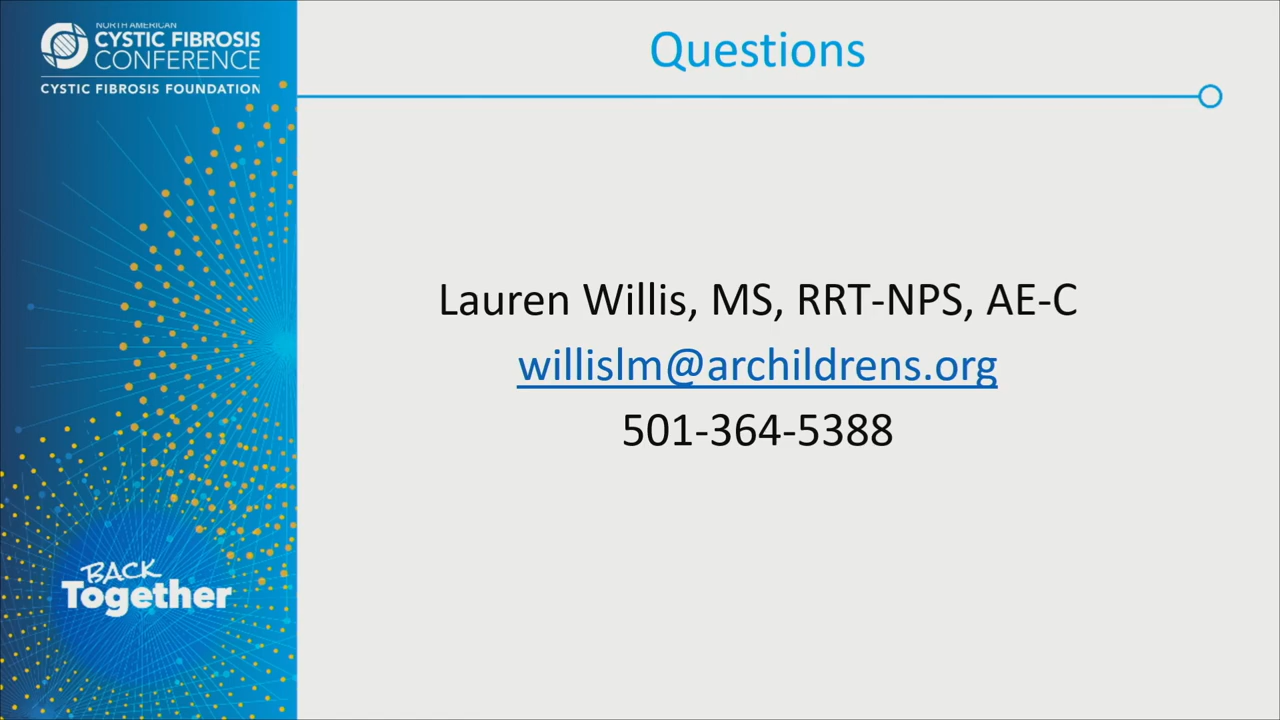 NORTH AMERICAN
CYSTIC FIBROSIS
CONFERENCE
CYSTIC FIBROSIS FOUNDATION
Questions
Lauren Willis, MS, RRT-NPS, AE-C
willislm@archildrens.org
501-364-5388
BACK
Together